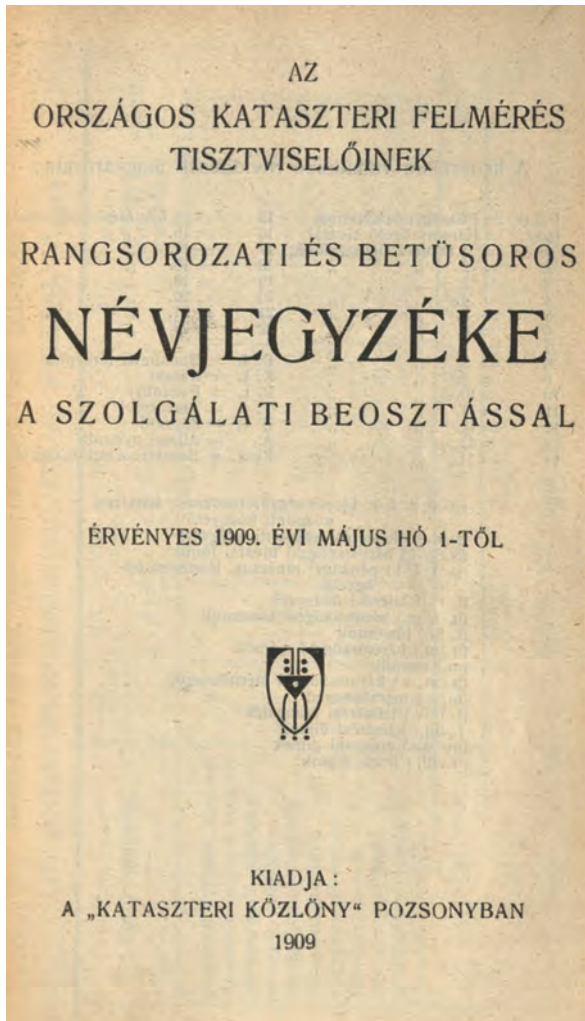 AZ
ORSZÁGOS KATASZTERI FELMÉRÉS
TISZTVISELŐINEK
RANGSOROZATI ÉS BETŰSOROS
NÉVJEGYZÉKE
A SZOLGÁLATI BEOSZTÁSSAL
ÉRVÉNYES 1909. ÉVI MÁJUS HÓ 1-TŐL
KIADJA:
A „KATASZTERI KÖZLÖNY“ POZSONYBAN
1909